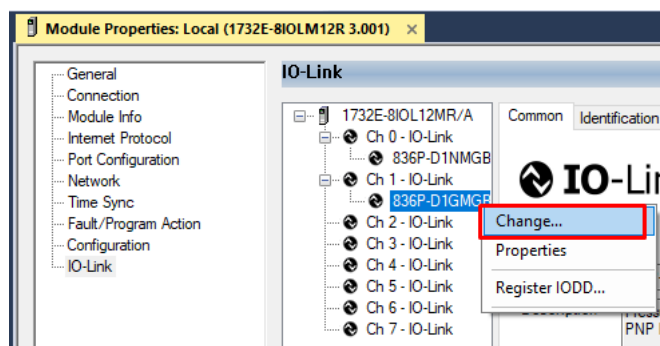 Module Properties: Local (1732E-8IOLM12R 3.001) ×
General
Connection
Module Info
Internet Protocol
Port Configuration
Network
Time Sync
Fault/Program Action
Configuration
IO-Link
IO-Link
1732E-8IOL12MR/A
Ch 0 - IO-Link
836P-D1NMGB
Ch 1 - IO-Link
836P-D1GMGB
Ch 2 - IO-Link
Ch 3 - IO-Link
Ch 4 - IO-Link
Ch 5 - IO-Link
Ch 6 - IO-Link
Ch 7 - IO-Link
Common Identification
IO-Li
Change...
Properties
Register IODD...
PNP